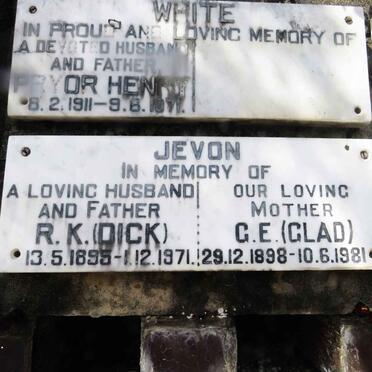 WHITE
IN PROUD AND LOVING MEMORY OF
A DEVOTED HUSBAND
AND FATHER
PRYOR HENRY
8.2.1911-9.6.1971.
JEVON
IN MEMORY OF
A LOVING HUSBAND
AND FATHER
R.K.(DICK)
13.5.1895-1.12.1971.
OUR LOVING
MOTHER
G.E.(GLAD)
29.12.1898-10.6.1981